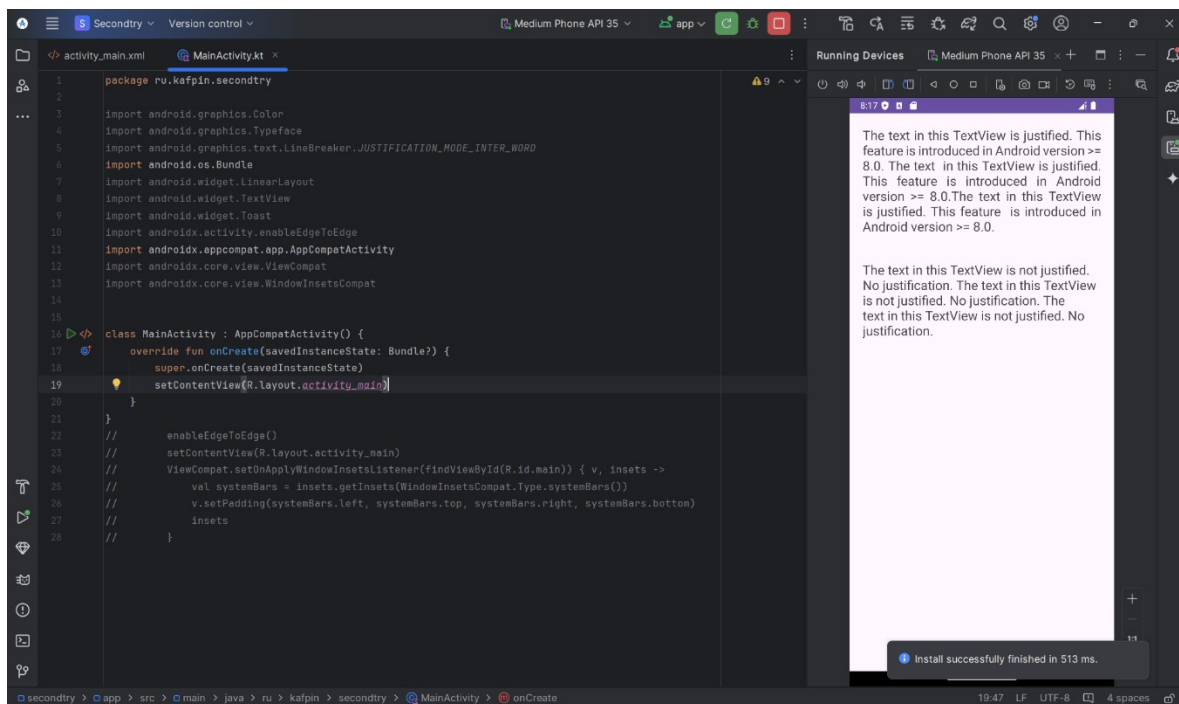 S Secondtry Version control Medium Phone API 35 app
activity_main.xml MainActivity.kt Running Devices Medium Phone API 35
1 package ru.kafpin.secondtry
9
2
3 import android.graphics.Color
4 import android.graphics.Typeface
5 import android.graphics.text.LineBreaker.JUSTIFICATION_MODE_INTER_WORD
6 import android.os.Bundle
7 import android.widget.LinearLayout
8 import android.widget.TextView
9 import android.widget.Toast
10 import androidx.activity.enableEdgeToEdge
11 import androidx.appcompat.app.AppCompatActivity
12 import androidx.core.view.ViewCompat
13 import androidx.core.view.WindowInsetsCompat
14
15
16 class MainActivity : AppCompatActivity() {
17 override fun onCreate(savedInstanceState: Bundle?) {
18 super.onCreate(savedInstanceState)
19 setContentView(R.layout.activity_main)
20 }
21 }
22 // enableEdgeToEdge()
23 // setContentView(R.layout.activity_main)
24 // ViewCompat.setOnApplyWindowInsetsListener(findViewById(R.id.main)) { v, insets ->
25 // val systemBars = insets.getInsets(WindowInsetsCompat.Type.systemBars())
26 // v.setPadding(systemBars.left, systemBars.top, systemBars.right, systemBars.bottom)
27 // insets
28 // }
8:17
The text in this TextView is justified. This
feature is introduced in Android version >=
8.0. The text in this TextView is justified.
This feature is introduced in Android
version >= 8.0.The text in this TextView
is justified. This feature is introduced in
Android version >= 8.0.
The text in this TextView is not justified.
No justification. The text in this TextView
is not justified. No justification. The
text in this TextView is not justified. No
justification.
1:1
Install successfully finished in 513 ms.
secondtry > app > src > main > java > ru > kafpin > secondtry > MainActivity > onCreate 19:47 LF UTF-8 4 spaces